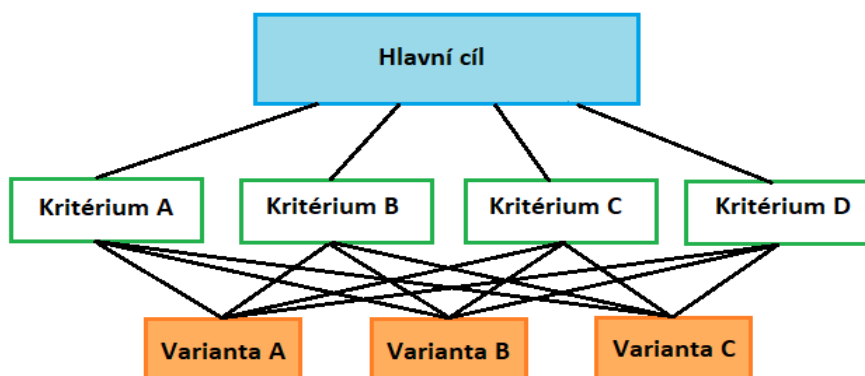 Hlavní cíl
Kritérium A
Kritérium B
Kritérium C
Kritérium D
Varianta A
Varianta B
Varianta C